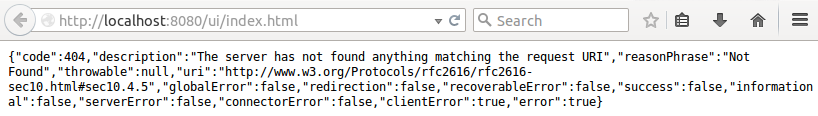 http://localhost:8080/ui/index.html
Search
{"code":404,"description":"The server has not found anything matching the request URI","reasonPhrase":"Not
Found","throwable":null,"uri":"http://www.w3.org/Protocols/rfc2616/rfc2616-
sec10.html#sec10.4.5","globalError":false,"redirection":false,"recoverableError":false,"success":false,"information
al":false,"serverError":false,"connectorError":false,"clientError":true,"error":true}